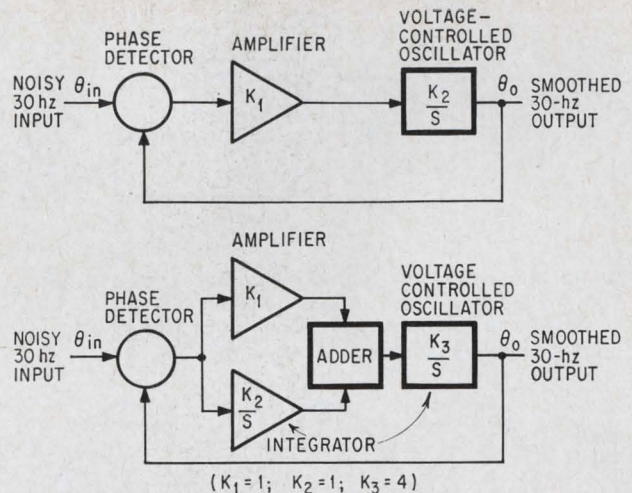 PHASE
DETECTOR
AMPLIFIER
VOLTAGE-
CONTROLLED
OSCILLATOR
NOISY
30 hz
INPUT
θin
K1
K2
S
θo
SMOOTHED
30-hz
OUTPUT
AMPLIFIER
PHASE
DETECTOR
VOLTAGE
CONTROLLED
OSCILLATOR
NOISY
30 hz
INPUT
θin
K1
K2
S
ADDER
K3
S
θo
SMOOTHED
30-hz
OUTPUT
INTEGRATOR
(K1=1; K2=1; K3=4)